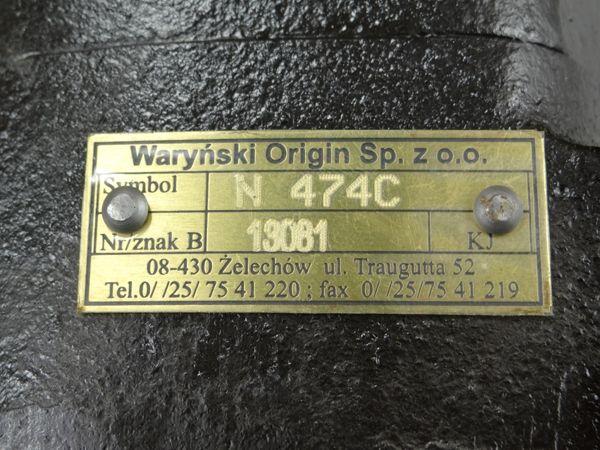 Waryński Origin Sp. z o.o.
Symbol N 474C
Nr/znak B 13081 KJ
08-430 Żelechów ul. Traugutta 52
Tel.0/ /25/ 75 41 220 ; fax 0/ /25/75 41 219